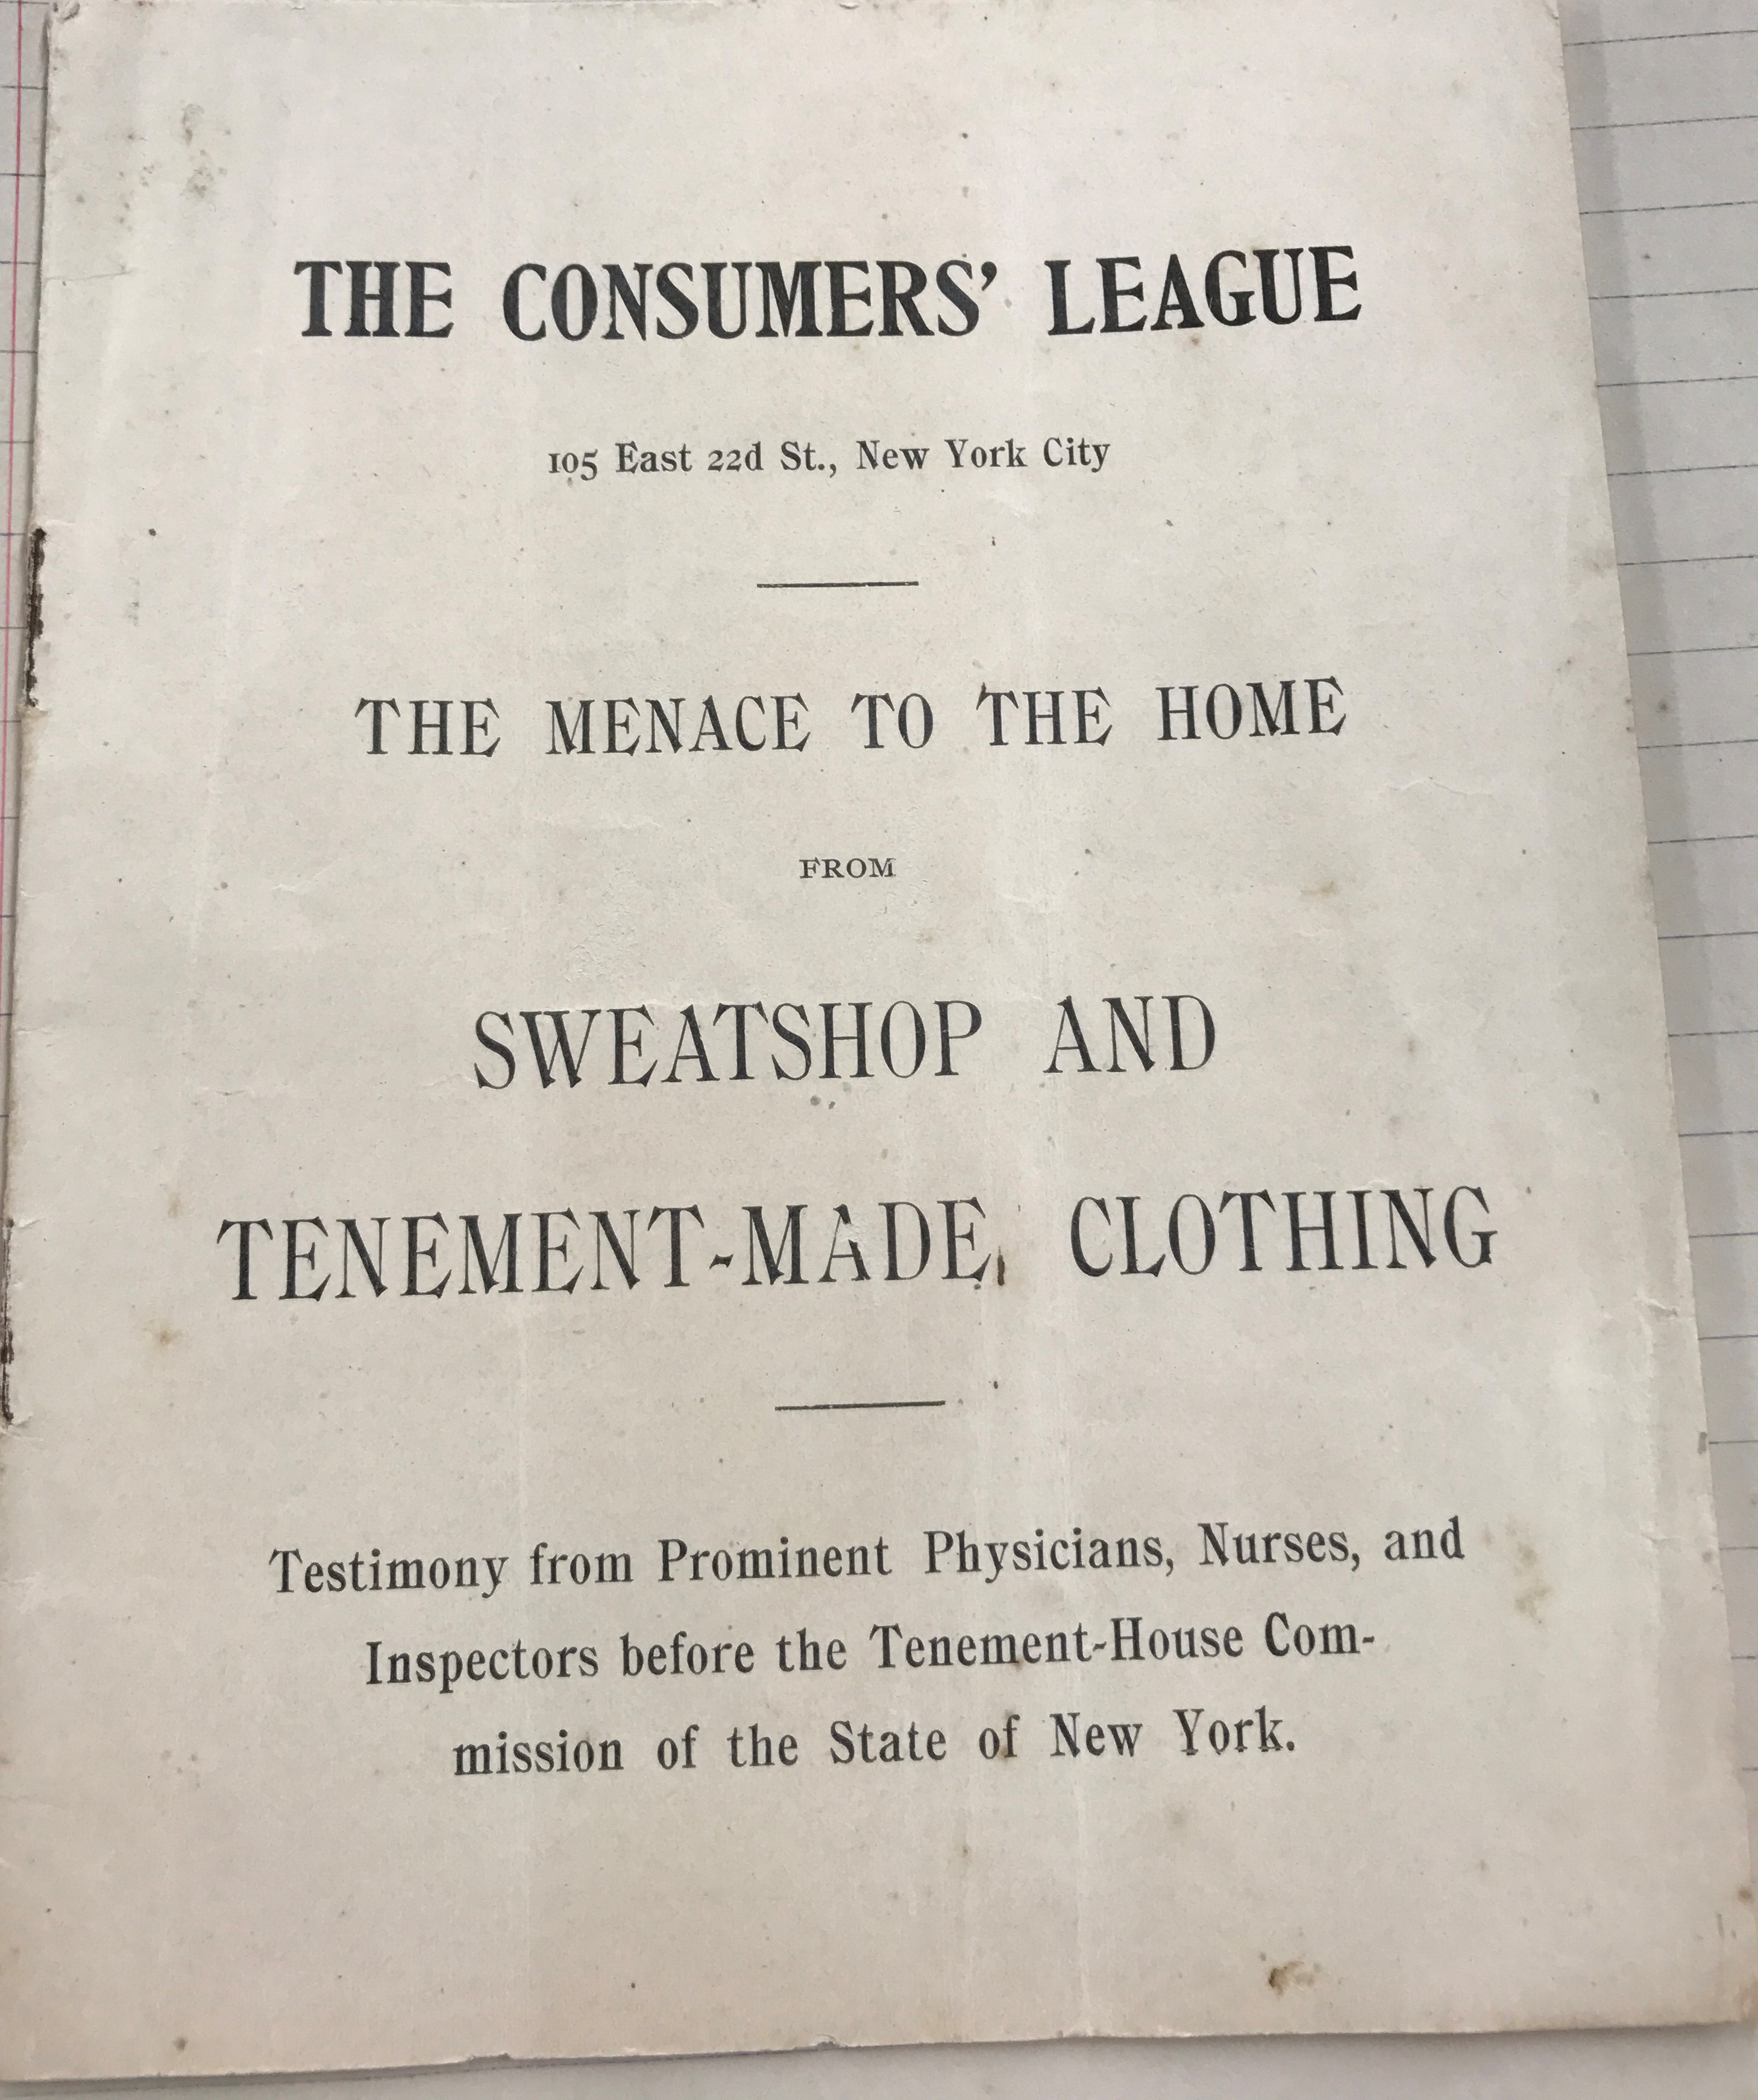 THE CONSUMERS’ LEAGUE
105 East 22d St., New York City
THE MENACE TO THE HOME
FROM
SWEATSHOP AND
TENEMENT-MADE CLOTHING
Testimony from Prominent Physicians, Nurses, and
Inspectors before the Tenement-House Com-
mission of the State of New York.